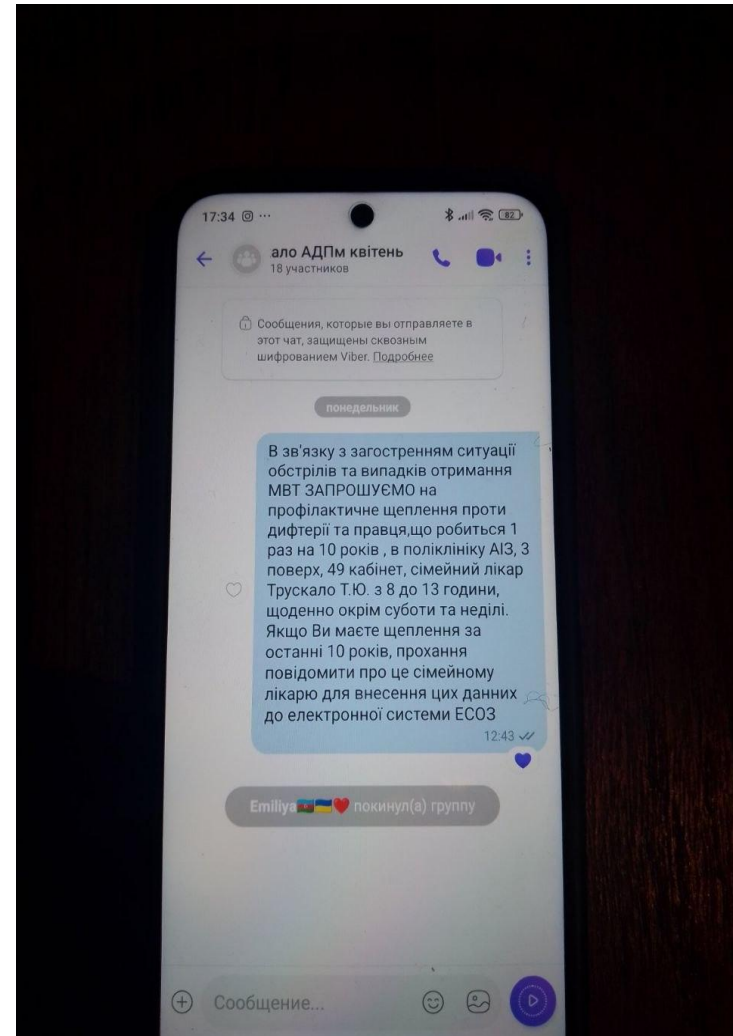 17:34
82
ало АДПм квітень
18 участников
Сообщения, которые вы отправляете в
этот чат, защищены сквозным
шифрованием Viber. Подробнее
понедельник
В зв'язку з загостренням ситуації
обстрілів та випадків отримання
МВТ ЗАПРОШУЄМО на
профілактичне щеплення проти
дифтерії та правця,що робиться 1
раз на 10 років , в поліклініку АІЗ, 3
поверх, 49 кабінет, сімейний лікар
Трускало Т.Ю. з 8 до 13 години,
щоденно окрім суботи та неділі.
Якщо Ви маєте щеплення за
останні 10 років, прохання
повідомити про це сімейному
лікарю для внесення цих данних
до електронної системи ЕСОЗ
12:43
Emiliya🇦🇿🇺🇦❤️ покинул(а) группу
Сообщение...